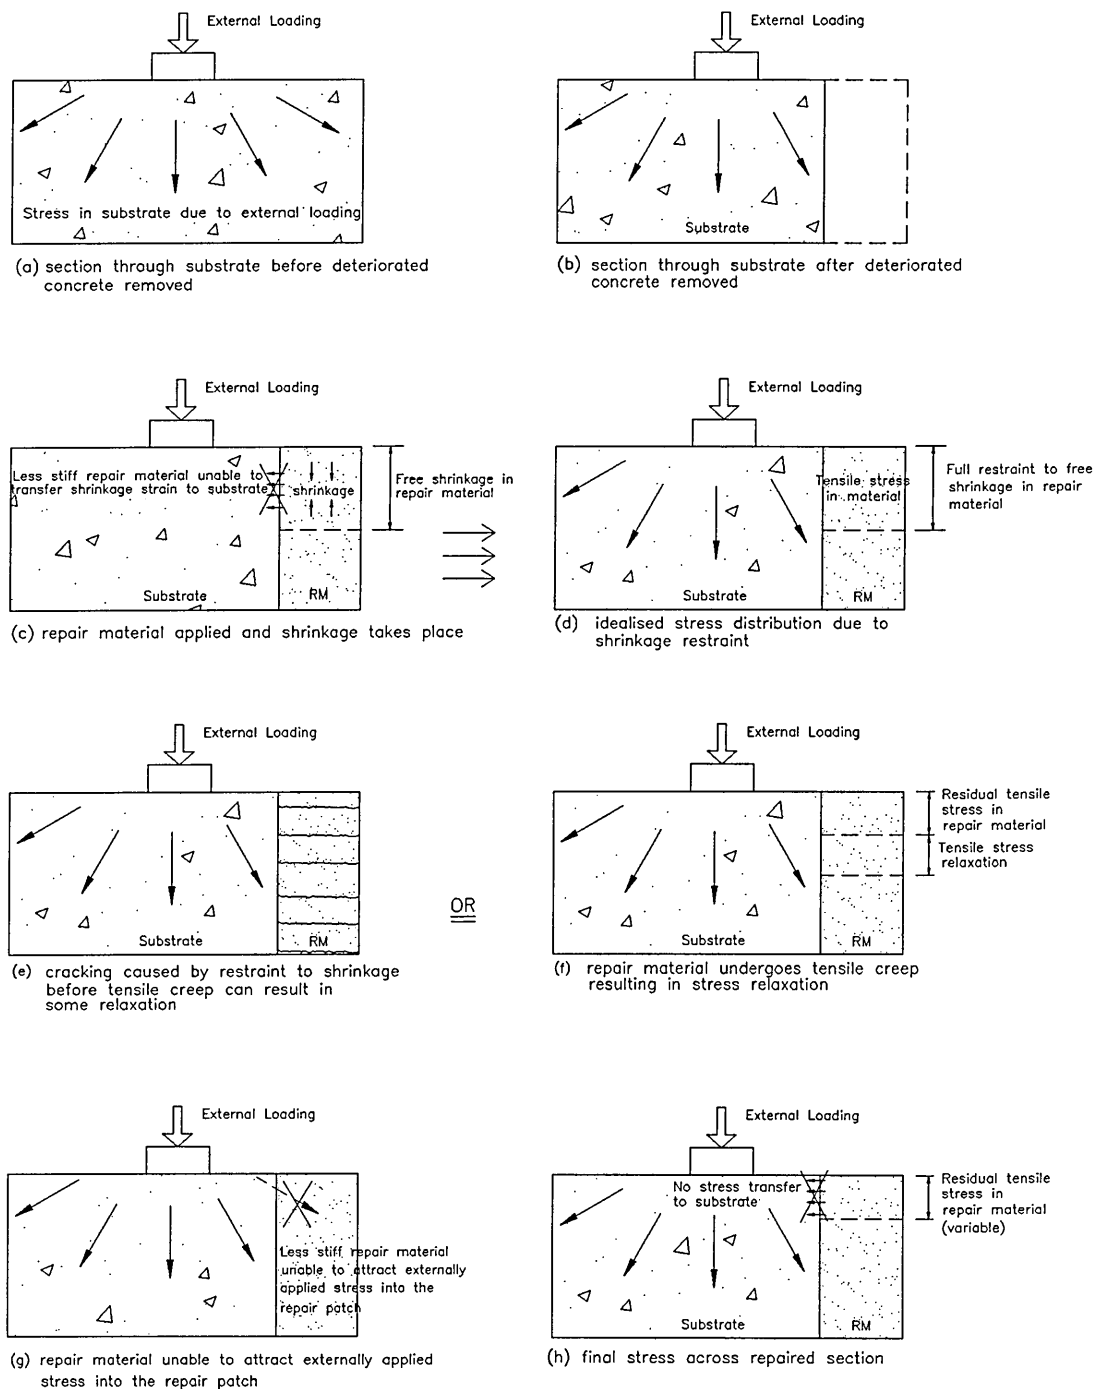 External Loading
Stress in substrate due to external loading
(a) section through substrate before deteriorated
concrete removed
External Loading
Substrate
(b) section through substrate after deteriorated
concrete removed
External Loading
Less stiff repair material unable to
transfer shrinkage strain to substrate
shrinkage
Free shrinkage in
repair material
Substrate
RM
(c) repair material applied and shrinkage takes place
External Loading
Tensile stress
in material
Full restraint to free
shrinkage in repair
material
Substrate
RM
(d) idealised stress distribution due to
shrinkage restraint
External Loading
Substrate
RM
(e) cracking caused by restraint to shrinkage
before tensile creep can result in
some relaxation
OR
External Loading
Residual tensile
stress in
repair material
Tensile stress
relaxation
Substrate
RM
(f) repair material undergoes tensile creep
resulting in stress relaxation
External Loading
Less stiff repair material
unable to attract externally
applied stress into the
repair patch
(g) repair material unable to attract externally applied
stress into the repair patch
External Loading
No stress transfer
to substrate
Residual tensile
stress in
repair material
(variable)
Substrate
RM
(h) final stress across repaired section